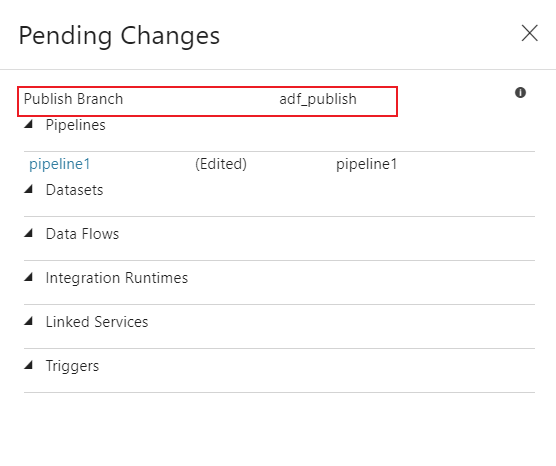 Pending Changes
Publish Branch adf_publish
Pipelines
pipeline1 (Edited) pipeline1
Datasets
Data Flows
Integration Runtimes
Linked Services
Triggers